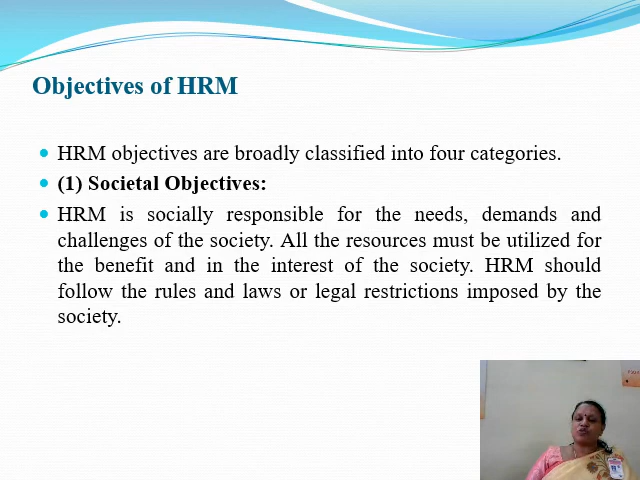 Objectives of HRM
HRM objectives are broadly classified into four categories.
(1) Societal Objectives:
HRM is socially responsible for the needs, demands and
challenges of the society. All the resources must be utilized for
the benefit and in the interest of the society. HRM should
follow the rules and laws or legal restrictions imposed by the
society.